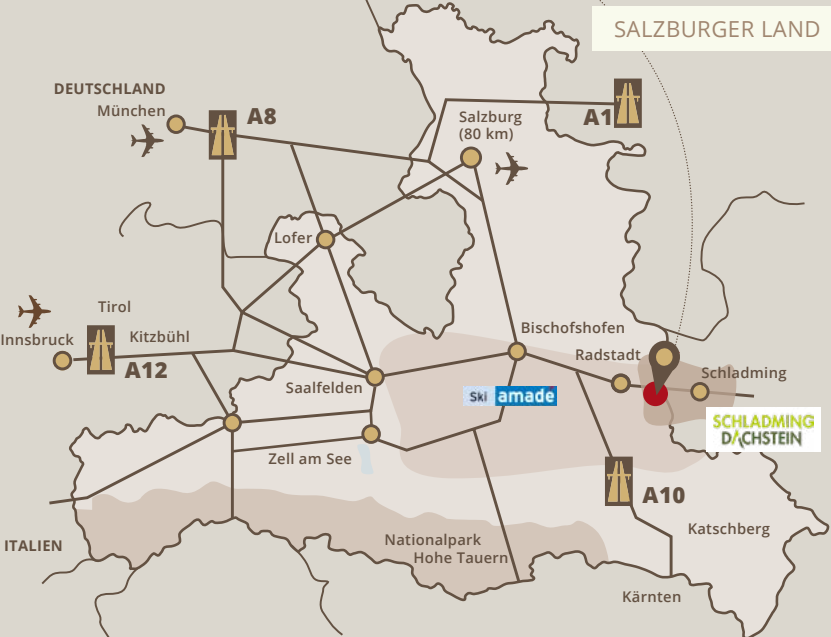 SALZBURGER LAND
DEUTSCHLAND
München
A8
Salzburg
(80 km)
A1
Lofer
Tirol
Innsbruck
Kitzbühl
A12
Bischofshofen
Radstadt
Schladming
Saalfelden
Ski amadé
SCHLADMING
DACHSTEIN
Zell am See
A10
Katschberg
ITALIEN
Nationalpark
Hohe Tauern
Kärnten